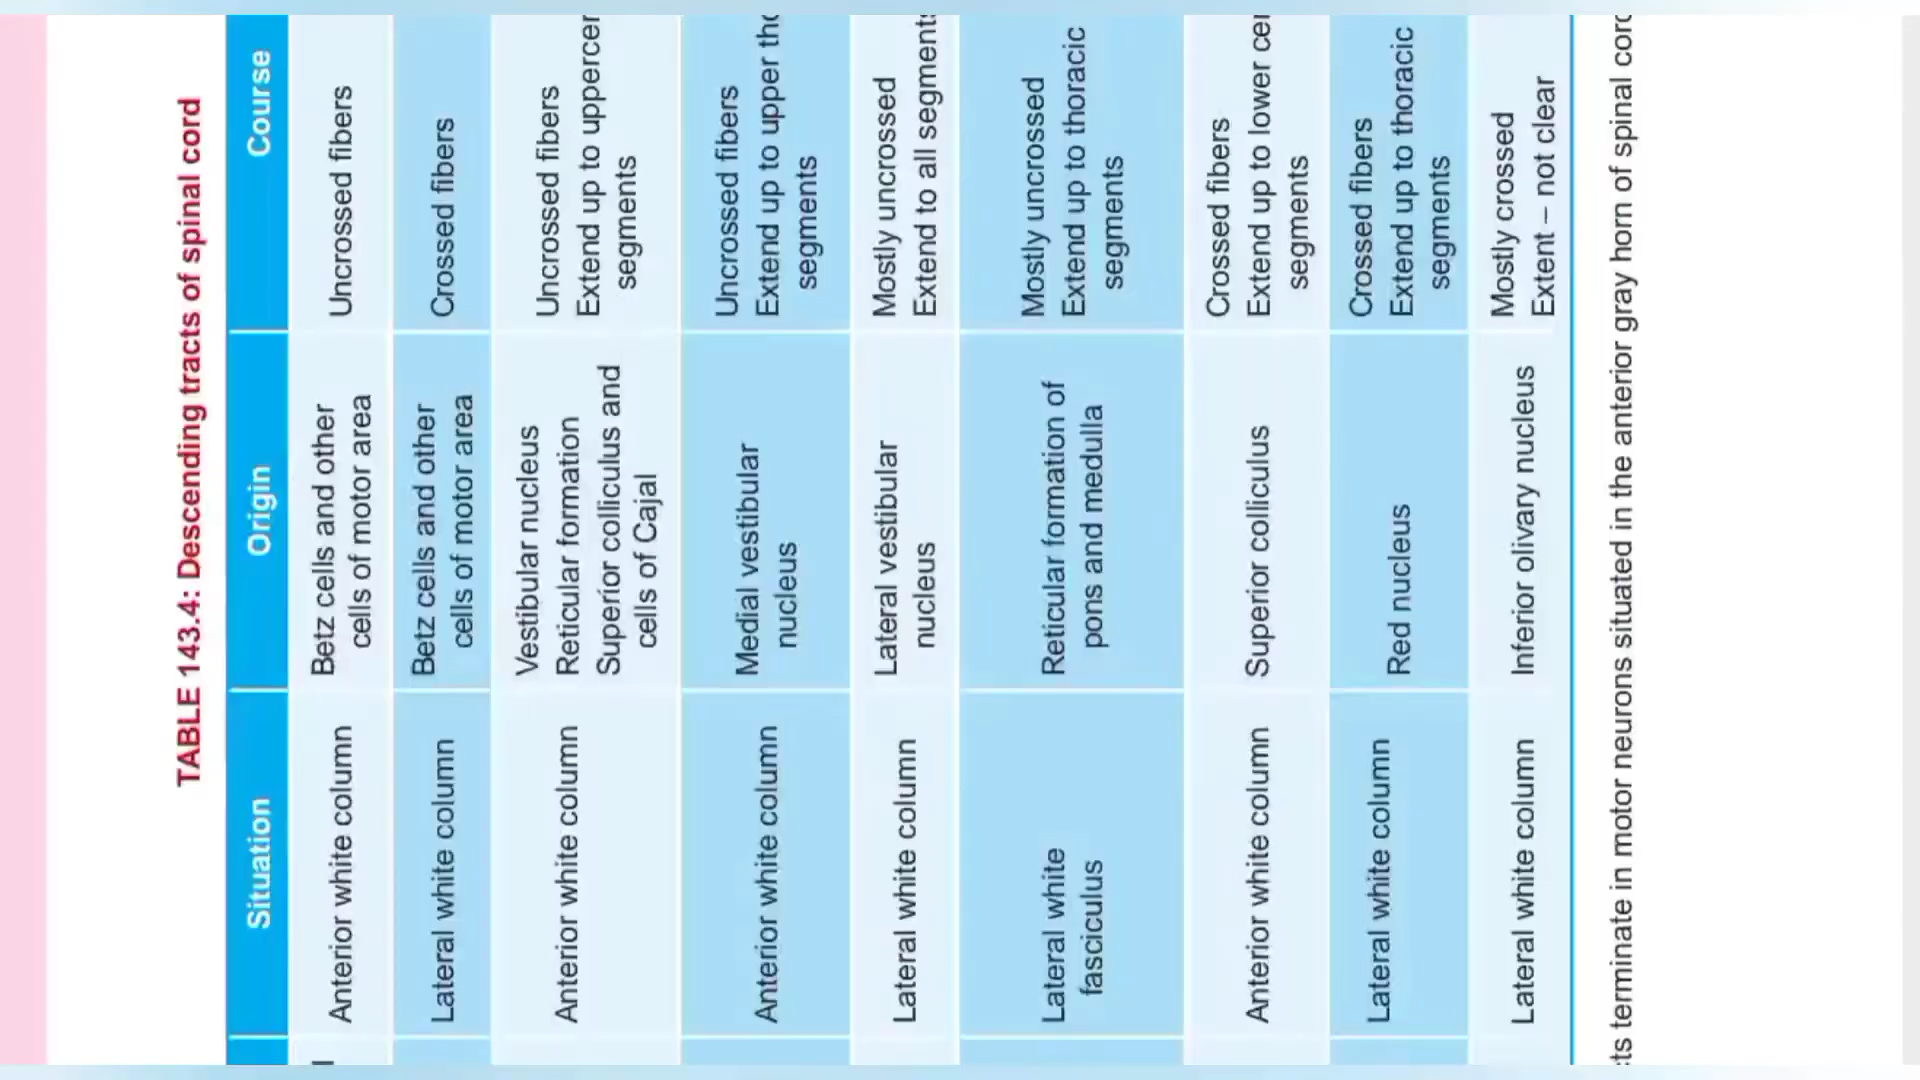 TABLE 143.4: Descending tracts of spinal cord
Situation Origin Course
Anterior white column Betz cells and other Uncrossed fibers
cells of motor area
Lateral white column Betz cells and other Crossed fibers
cells of motor area
Anterior white column Vestibular nucleus Uncrossed fibers
Reticular formation Extend up to uppercer
Superior colliculus and segments
cells of Cajal
Anterior white column Medial vestibular Uncrossed fibers
nucleus Extend up to upper tho
segments
Lateral white column Lateral vestibular Mostly uncrossed
nucleus Extend to all segments
Lateral white Reticular formation of Mostly uncrossed
fasciculus pons and medulla Extend up to thoracic
segments
Anterior white column Superior colliculus Crossed fibers
Extend up to lower cer
segments
Lateral white column Red nucleus Crossed fibers
Extend up to thoracic
segments
Lateral white column Inferior olivary nucleus Mostly crossed
Extent – not clear
cts terminate in motor neurons situated in the anterior gray horn of spinal cord